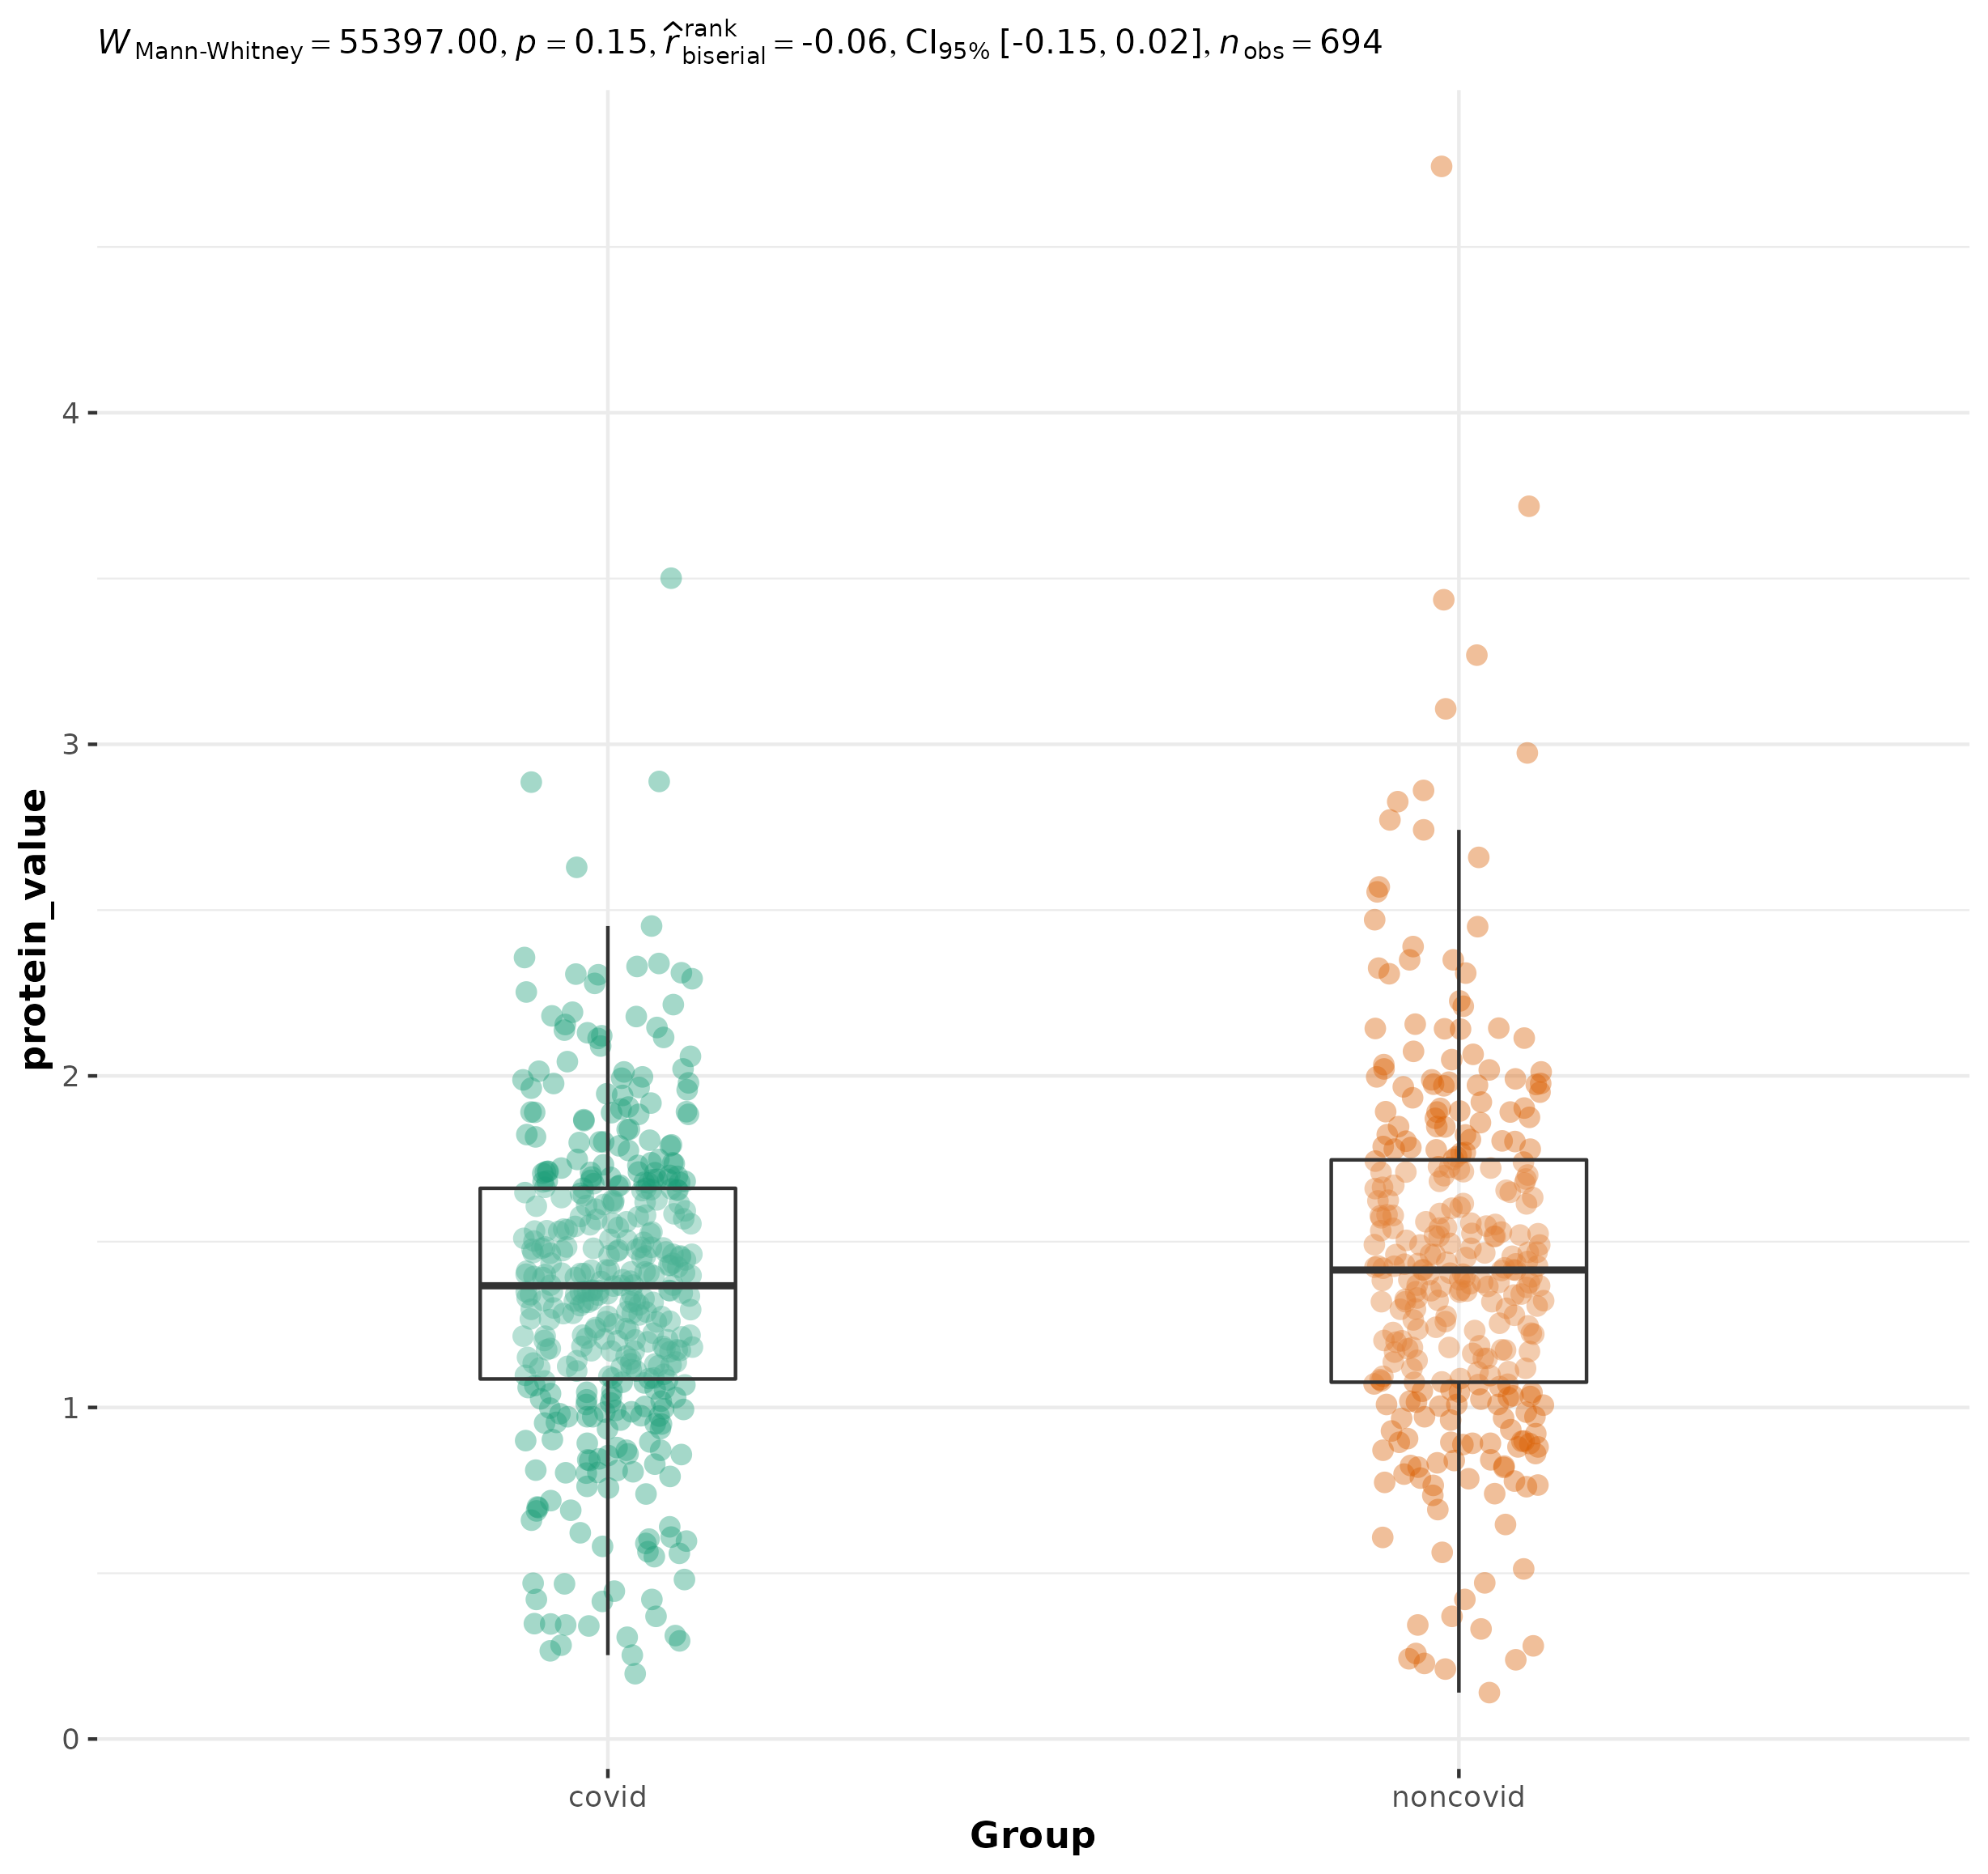 W Mann-Whitney = 55397.00, p = 0.15, r̂ rank biserial = -0.06, CI95% [-0.15, 0.02], n obs = 694
protein_value
4
3
2
1
0
covid noncovid
Group